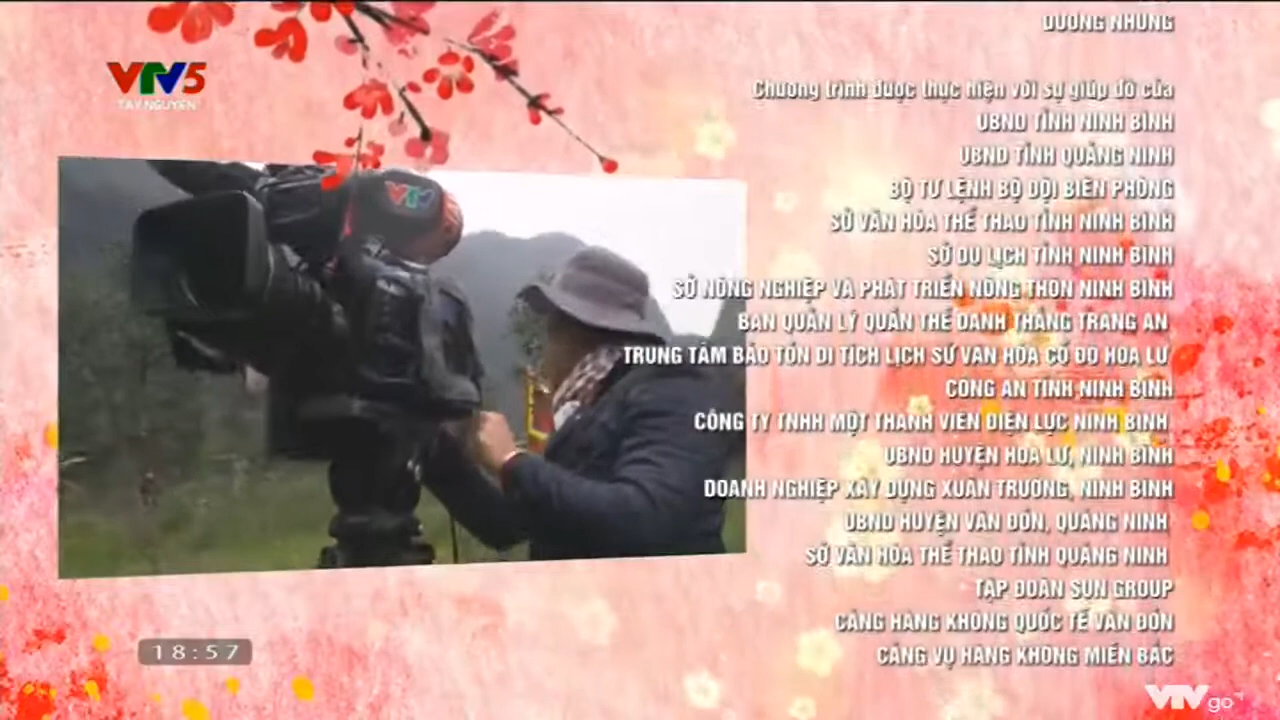 DƯƠNG NHUNG
VTV5
TÂY NGUYÊN
Chương trình được thực hiện với sự giúp đỡ của
UBND TỈNH NINH BÌNH
UBND TỈNH QUẢNG NINH
BỘ TƯ LỆNH BỘ ĐỘI BIÊN PHÒNG
VTV
SỞ VĂN HÓA THỂ THAO TỈNH NINH BÌNH
SỞ DU LỊCH TỈNH NINH BÌNH
SỞ NÔNG NGHIỆP VÀ PHÁT TRIỂN NÔNG THÔN NINH BÌNH
BAN QUẢN LÝ QUẦN THỂ DANH THẮNG TRÀNG AN
TRUNG TÂM BẢO TỒN DI TÍCH LỊCH SỬ VĂN HÓA CỐ ĐÔ HOA LƯ
CÔNG AN TỈNH NINH BÌNH
CÔNG TY TNHH MỘT THÀNH VIÊN ĐIỆN LỰC NINH BÌNH
UBND HUYỆN HOA LƯ, NINH BÌNH
DOANH NGHIỆP XÂY DỰNG XUÂN TRƯỜNG, NINH BÌNH
UBND HUYỆN VÂN ĐỒN, QUẢNG NINH
SỞ VĂN HÓA THỂ THAO TỈNH QUẢNG NINH
TẬP ĐOÀN SUN GROUP
CẢNG HÀNG KHÔNG QUỐC TẾ VÂN ĐỒN
CẢNG VỤ HÀNG KHÔNG MIỀN BẮC
18:57
VTVgo